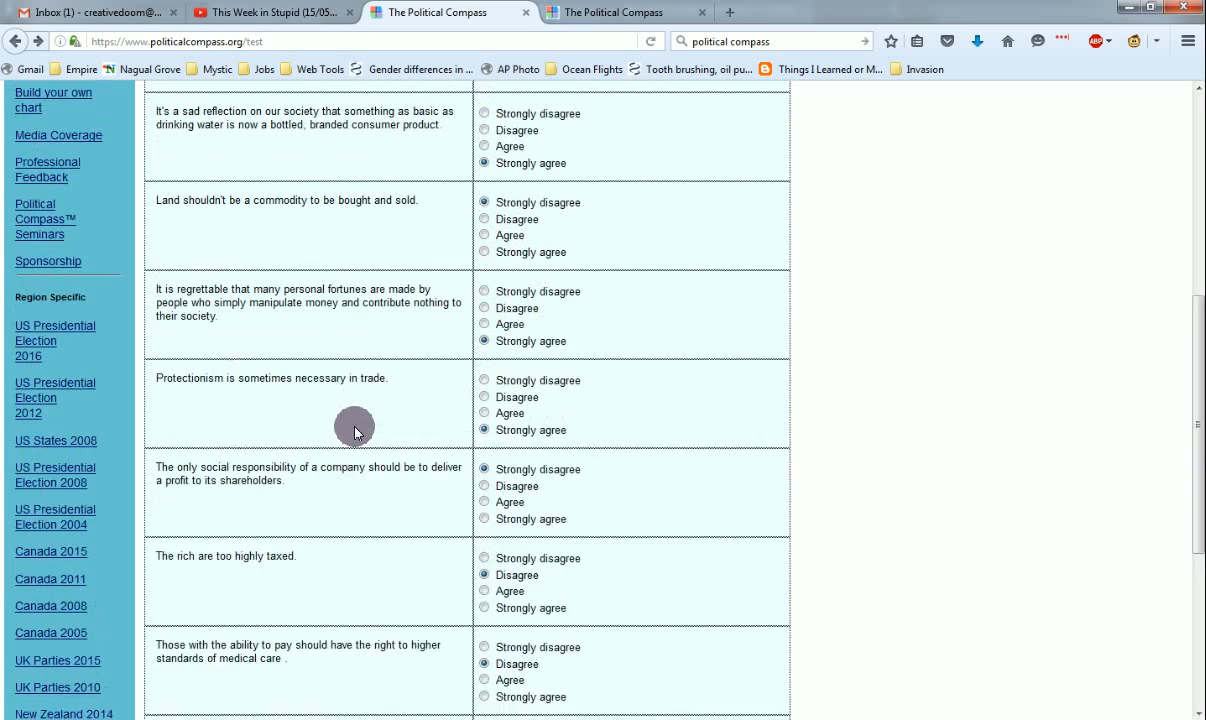 Inbox (1) - creativedoom@...
This Week in Stupid (15/05...
The Political Compass
The Political Compass
https://www.politicalcompass.org/test
political compass
ABP
Gmail
Empire
Nagual Grove
Mystic
Jobs
Web Tools
Gender differences in ...
AP Photo
Ocean Flights
Tooth brushing, oil pu...
Things I Learned or M...
Invasion
Build your own
chart
Media Coverage
Professional
Feedback
Political
Compass™
Seminars
Sponsorship
Region Specific
US Presidential
Election
2016
US Presidential
Election
2012
US States 2008
US Presidential
Election 2008
US Presidential
Election 2004
Canada 2015
Canada 2011
Canada 2008
Canada 2005
UK Parties 2015
UK Parties 2010
New Zealand 2014
It's a sad reflection on our society that something as basic as
drinking water is now a bottled, branded consumer product.
Strongly disagree
Disagree
Agree
Strongly agree
Land shouldn't be a commodity to be bought and sold.
Strongly disagree
Disagree
Agree
Strongly agree
It is regrettable that many personal fortunes are made by
people who simply manipulate money and contribute nothing to
their society.
Strongly disagree
Disagree
Agree
Strongly agree
Protectionism is sometimes necessary in trade.
Strongly disagree
Disagree
Agree
Strongly agree
The only social responsibility of a company should be to deliver
a profit to its shareholders.
Strongly disagree
Disagree
Agree
Strongly agree
The rich are too highly taxed.
Strongly disagree
Disagree
Agree
Strongly agree
Those with the ability to pay should have the right to higher
standards of medical care .
Strongly disagree
Disagree
Agree
Strongly agree